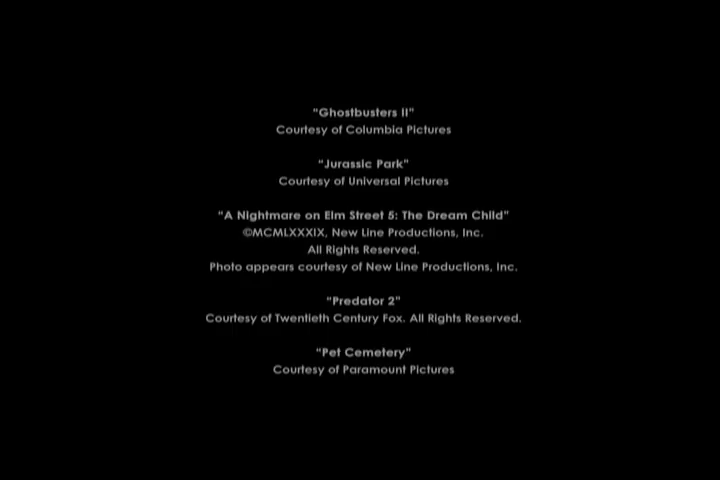 "Ghostbusters II"
Courtesy of Columbia Pictures
"Jurassic Park"
Courtesy of Universal Pictures
"A Nightmare on Elm Street 5: The Dream Child"
©MCMLXXXIX, New Line Productions, Inc.
All Rights Reserved.
Photo appears courtesy of New Line Productions, Inc.
"Predator 2"
Courtesy of Twentieth Century Fox. All Rights Reserved.
"Pet Cemetery"
Courtesy of Paramount Pictures